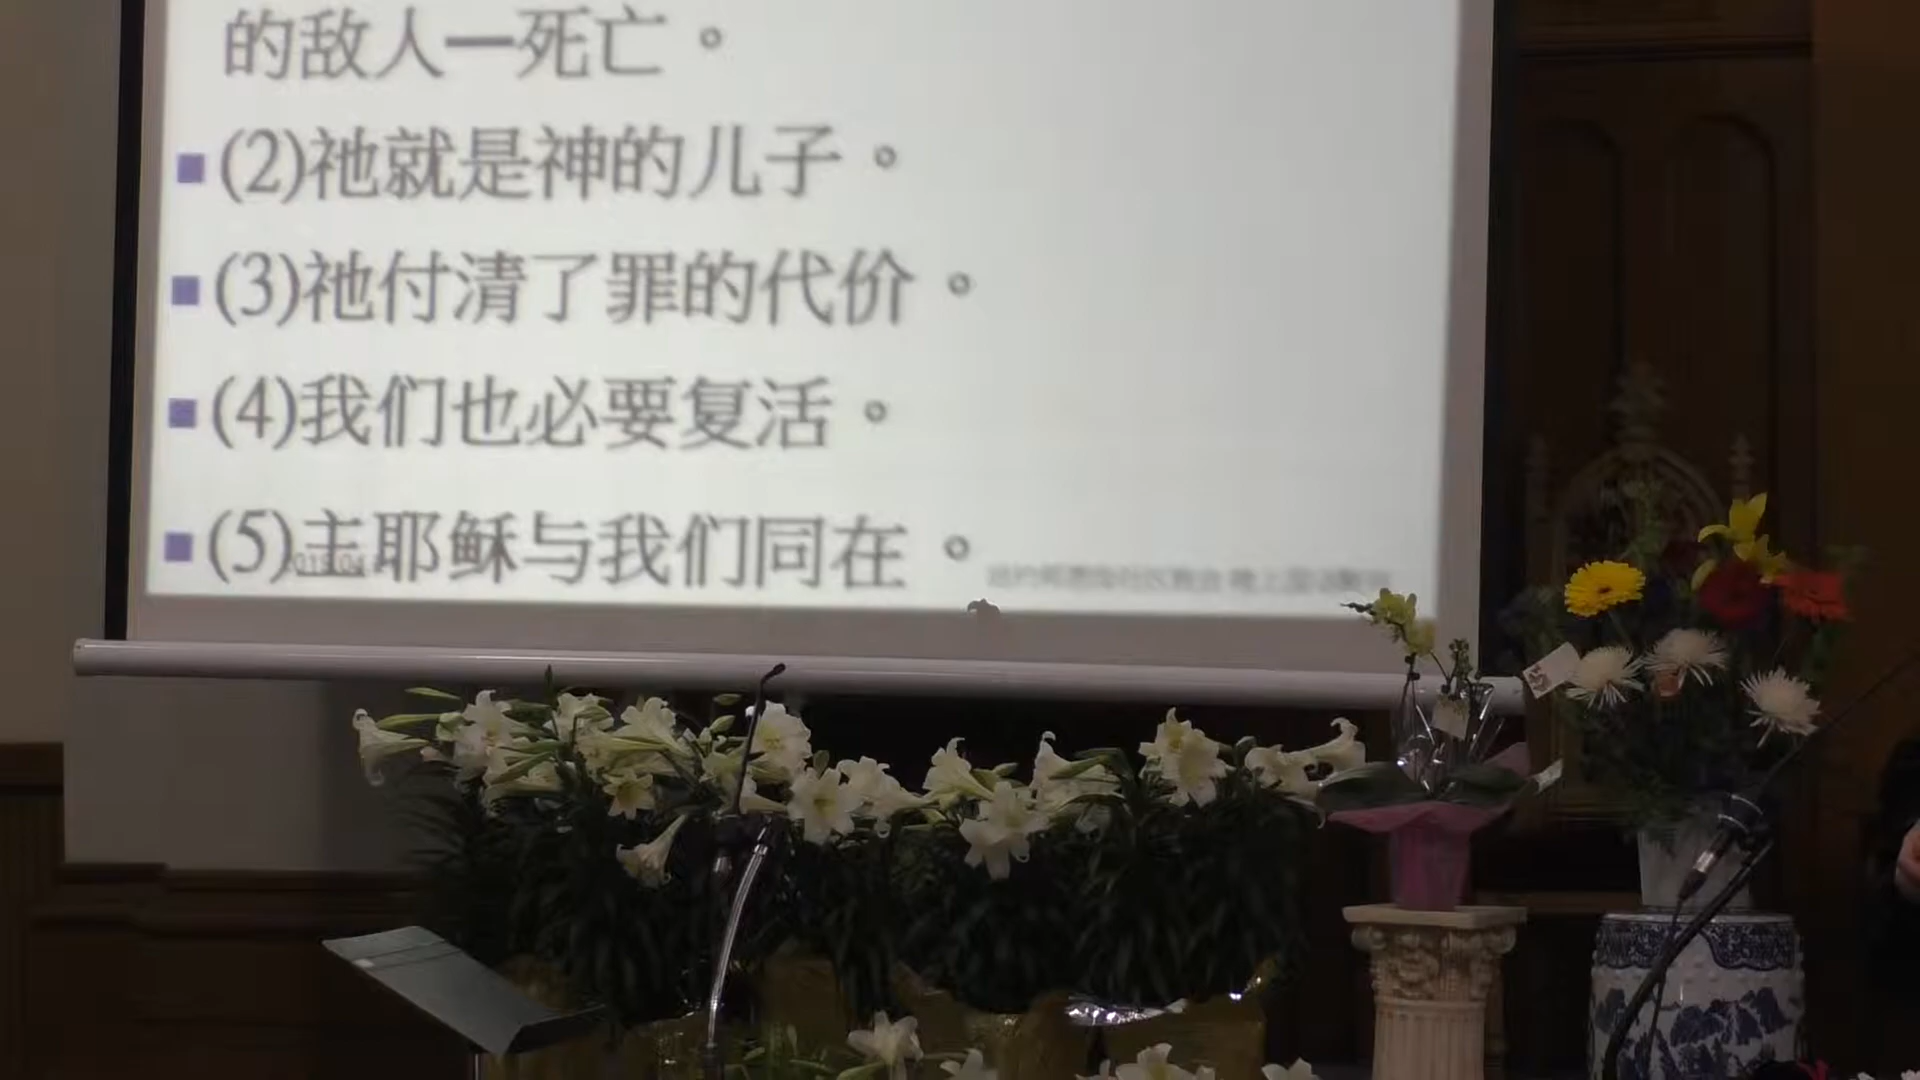 的敌人—死亡。
(2)祂就是神的儿子。
(3)祂付清了罪的代价。
(4)我们也必要复活。
(5)主耶稣与我们同在。